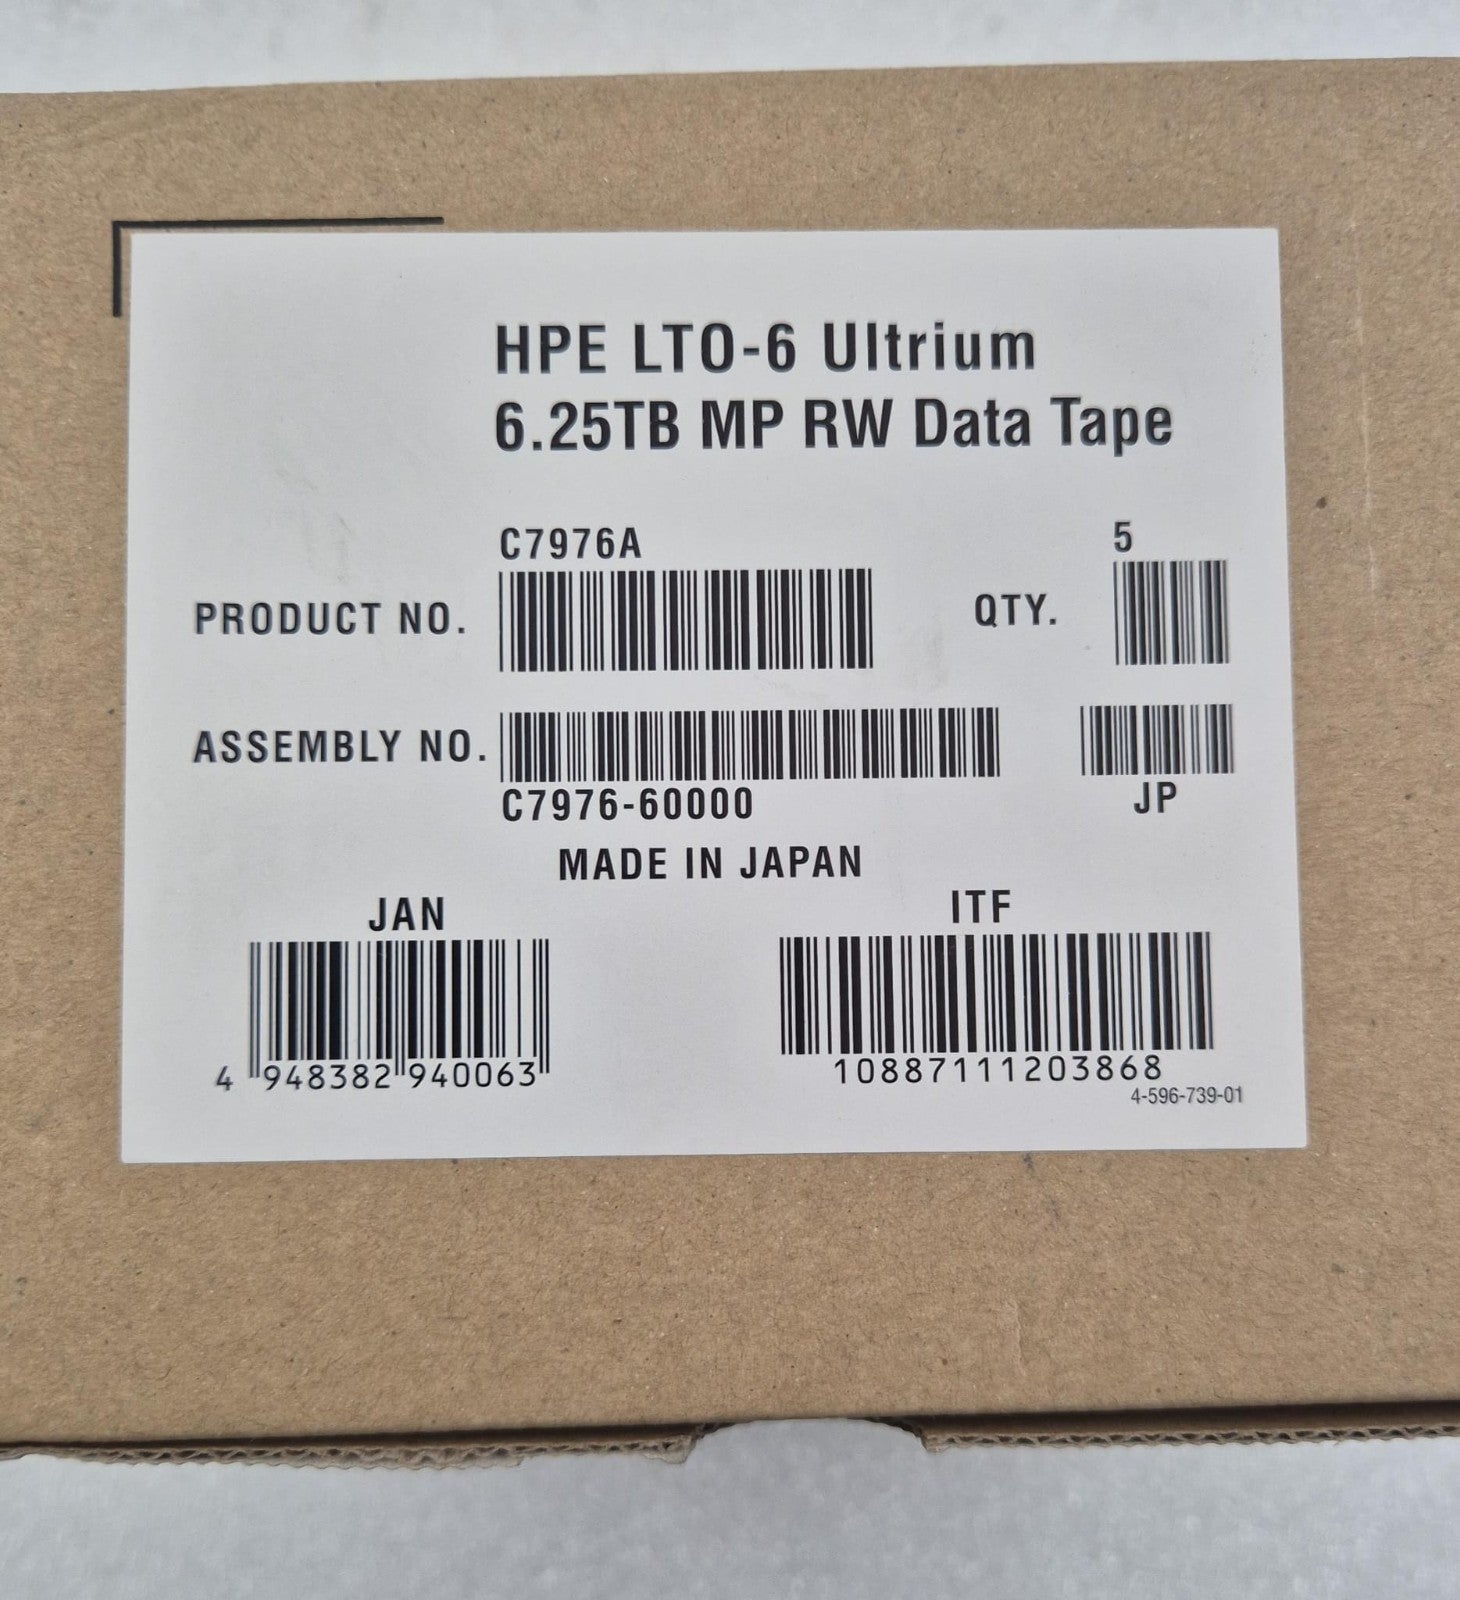 HPE LTO-6 Ultrium
6.25TB MP RW Data Tape
C7976A
5
PRODUCT NO.
QTY.
ASSEMBLY NO.
C7976-60000
JP
MADE IN JAPAN
JAN
ITF
4 948382 940063
10887111203868
4-596-739-01